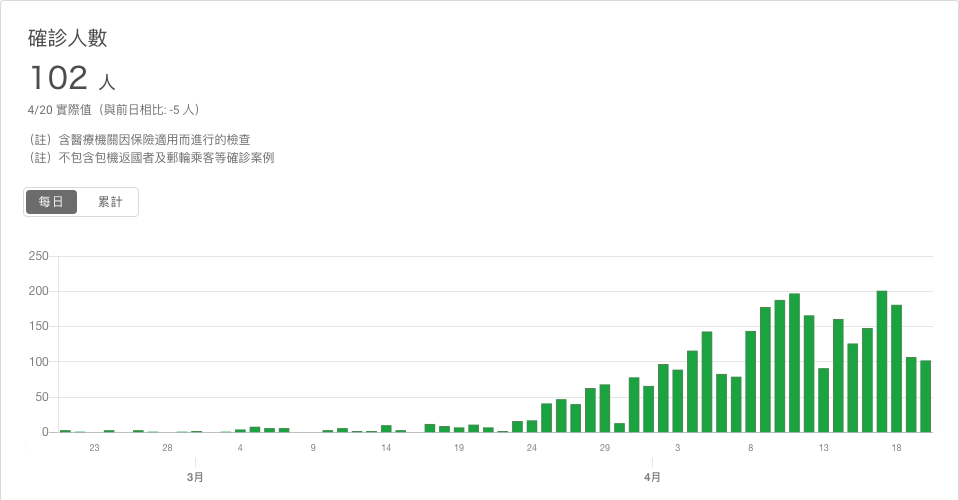 確診人數
102 人
4/20 實際值（與前日相比: -5 人）
（註）含醫療機關因保險適用而進行的檢查
（註）不包含包機返國者及郵輪乘客等確診案例
每日 累計
250
200
150
100
50
0
23 28 4 9 14 19 24 29 3 8 13 18
3月 4月